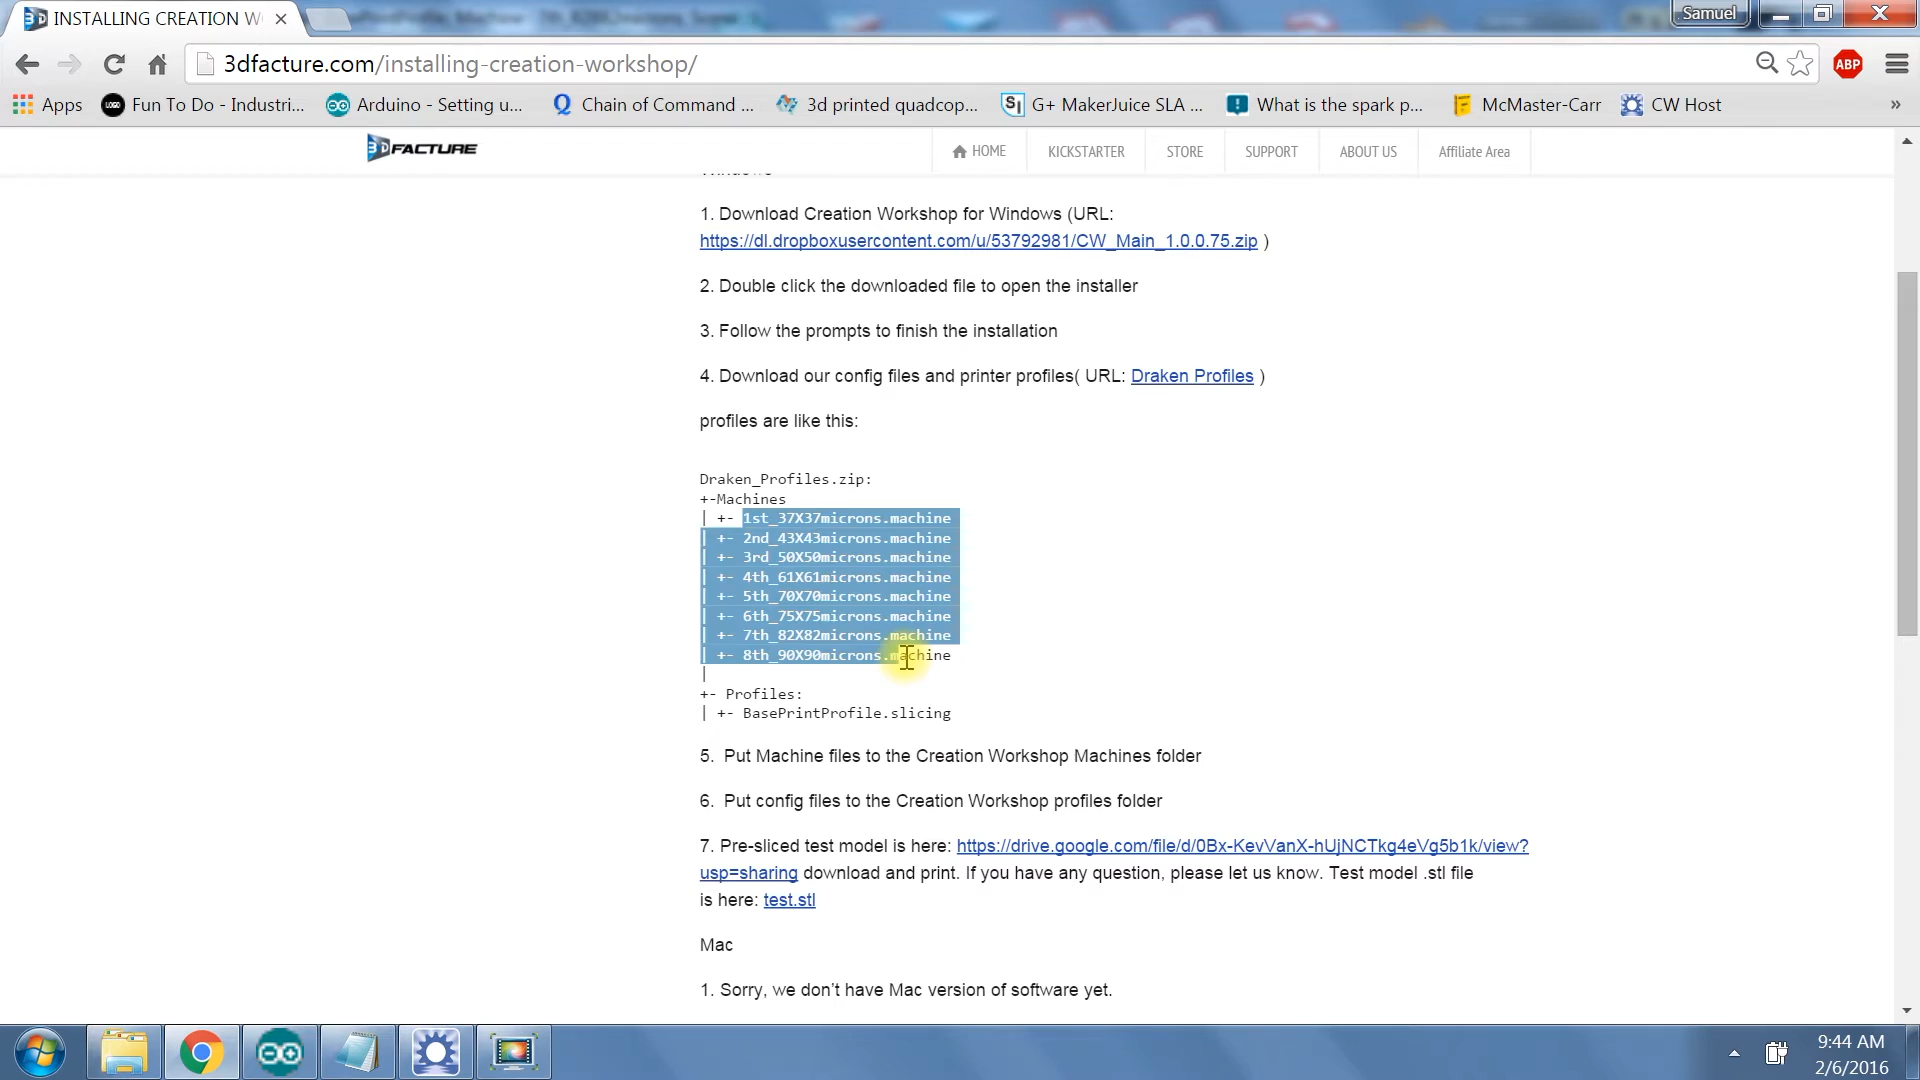 INSTALLING CREATION W
Samuel
3dfacture.com/installing-creation-workshop/
ABP
Apps
Fun To Do - Industri...
Arduino - Setting u...
Chain of Command ...
3d printed quadcop...
G+ MakerJuice SLA ...
What is the spark p...
McMaster-Carr
CW Host
3DFACTURE
HOME
KICKSTARTER
STORE
SUPPORT
ABOUT US
Affiliate Area
1. Download Creation Workshop for Windows (URL:
https://dl.dropboxusercontent.com/u/53792981/CW_Main_1.0.0.75.zip )
2. Double click the downloaded file to open the installer
3. Follow the prompts to finish the installation
4. Download our config files and printer profiles( URL: Draken Profiles )
profiles are like this:
Draken_Profiles.zip:
+-Machines
| +- 1st_37X37microns.machine
| +- 2nd_43X43microns.machine
| +- 3rd_50X50microns.machine
| +- 4th_61X61microns.machine
| +- 5th_70X70microns.machine
| +- 6th_75X75microns.machine
| +- 7th_82X82microns.machine
| +- 8th_90X90microns.machine
|
+- Profiles:
| +- BasePrintProfile.slicing
5. Put Machine files to the Creation Workshop Machines folder
6. Put config files to the Creation Workshop profiles folder
7. Pre-sliced test model is here: https://drive.google.com/file/d/0Bx-KevVanX-hUjNCTkg4eVg5b1k/view?
usp=sharing download and print. If you have any question, please let us know. Test model .stl file
is here: test.stl
Mac
1. Sorry, we don't have Mac version of software yet.
9:44 AM
2/6/2016